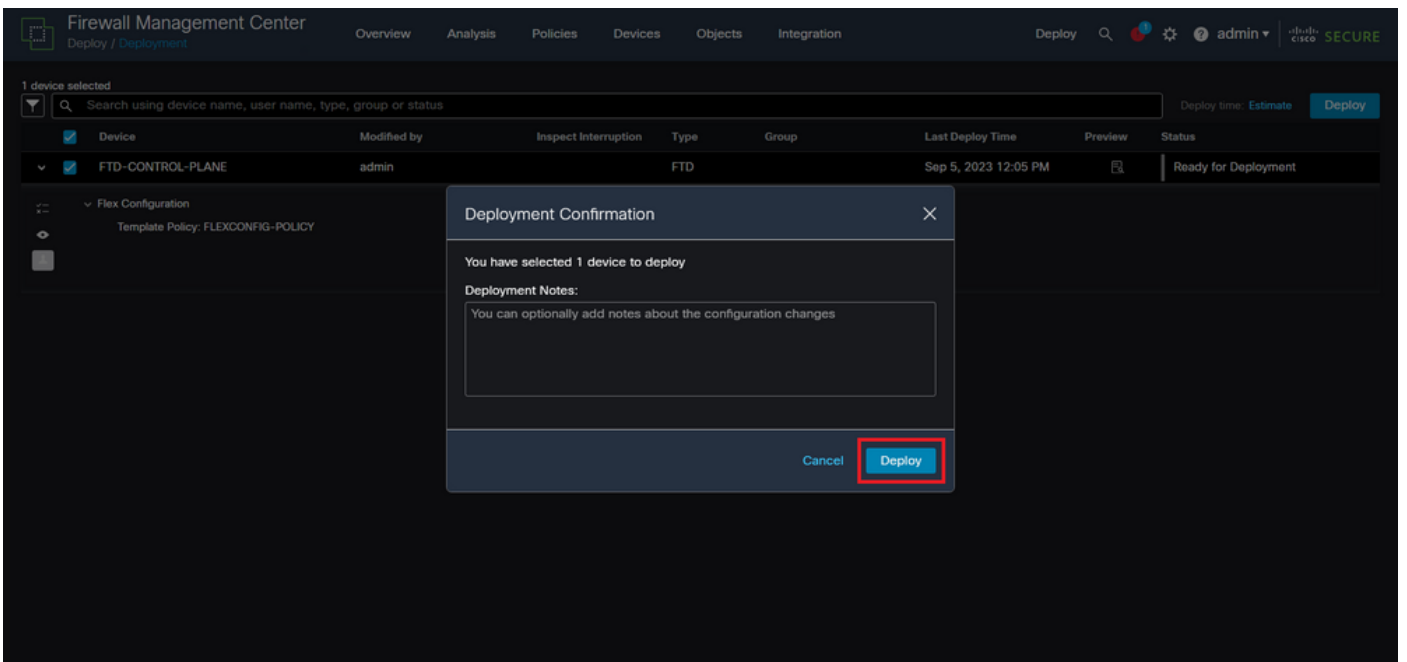 Firewall Management Center
Deploy / Deployment
Overview Analysis Policies Devices Objects Integration Deploy admin cisco SECURE
1 device selected
Search using device name, user name, type, group or status Deploy time: Estimate Deploy
Device Modified by Inspect Interruption Type Group Last Deploy Time Preview Status
FTD-CONTROL-PLANE admin FTD Sep 5, 2023 12:05 PM Ready for Deployment
Flex Configuration
Template Policy: FLEXCONFIG-POLICY
Deployment Confirmation
You have selected 1 device to deploy
Deployment Notes:
You can optionally add notes about the configuration changes
Cancel Deploy